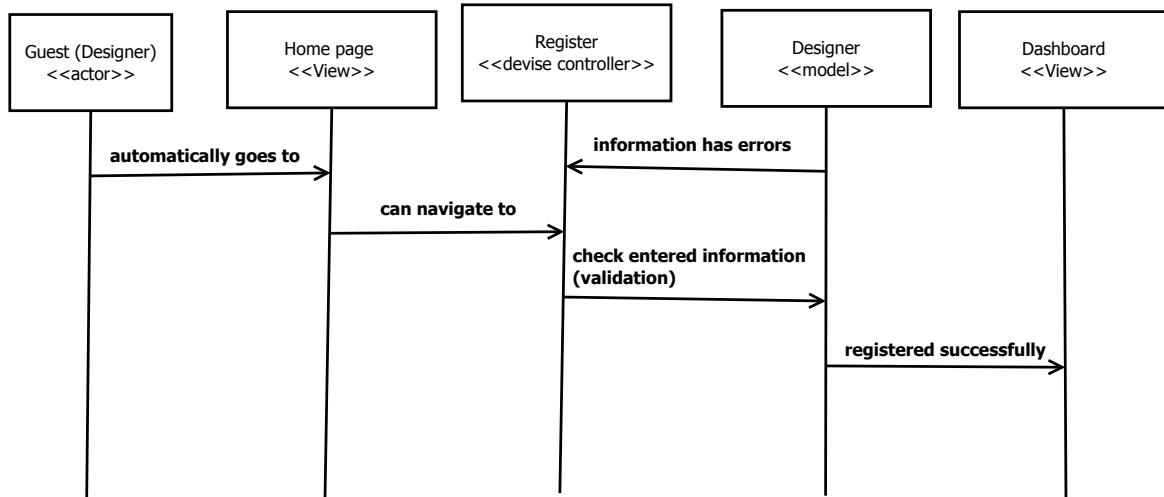 Guest (Designer)
<<actor>>
Home page
<<View>>
Register
<<devise controller>>
Designer
<<model>>
Dashboard
<<View>>
automatically goes to
information has errors
can navigate to
check entered information
(validation)
registered successfully